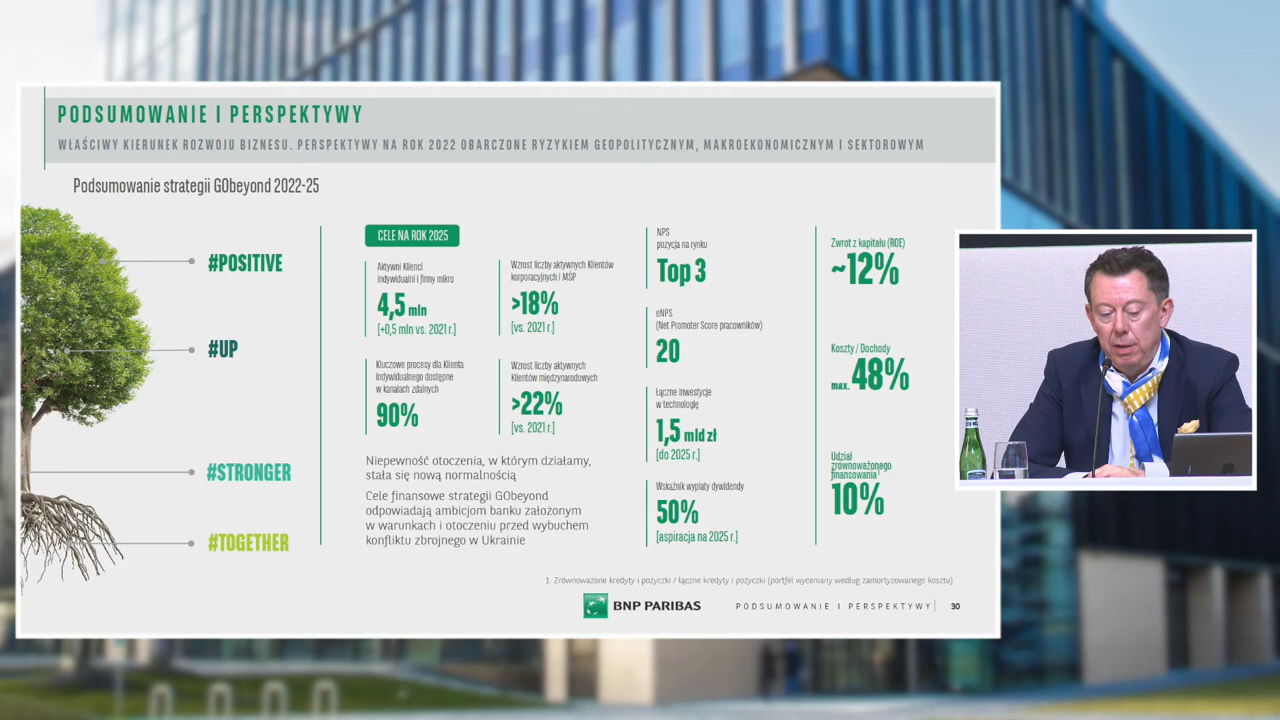 PODSUMOWANIE I PERSPEKTYWY
WŁAŚCIWY KIERUNEK ROZWOJU BIZNESU. PERSPEKTYWY NA ROK 2022 OBARCZONE RYZYKIEM GEOPOLITYCZNYM, MAKROEKONOMICZNYM I SEKTOROWYM
Podsumowanie strategii GObeyond 2022-25
#POSITIVE
#UP
#STRONGER
#TOGETHER
CELE NA ROK 2025
Aktywni Klienci
indywidualni i firmy mikro
4,5 mln
[+0,5 mln vs. 2021 r.]
Wzrost liczby aktywnych Klientów
korporacyjnych i MŚP
>18%
[vs. 2021 r.]
Kluczowe procesy dla Klienta
indywidualnego dostępne
w kanałach zdalnych
90%
Wzrost liczby aktywnych
Klientów międzynarodowych
>22%
[vs. 2021 r.]
Niepewność otoczenia, w którym działamy,
stała się nową normalnością
Cele finansowe strategii GObeyond
odpowiadają ambicjom banku założonym
w warunkach i otoczeniu przed wybuchem
konfliktu zbrojnego w Ukrainie
NPS
pozycja na rynku
Top 3
eNPS
(Net Promoter Score pracowników)
20
Łączne inwestycje
w technologię
1,5 mld zł
[do 2025 r.]
Wskaźnik wypłaty dywidendy
50%
[aspiracja na 2025 r.]
Zwrot z kapitału (ROE)
~12%
Koszty / Dochody
max. 48%
Udział
zrównoważonego
finansowania¹
10%
1. Zrównoważone kredyty i pożyczki / łączne kredyty i pożyczki (portfel wyceniany według zamortyzowanego kosztu)
BNP PARIBAS
PODSUMOWANIE I PERSPEKTYWY
30